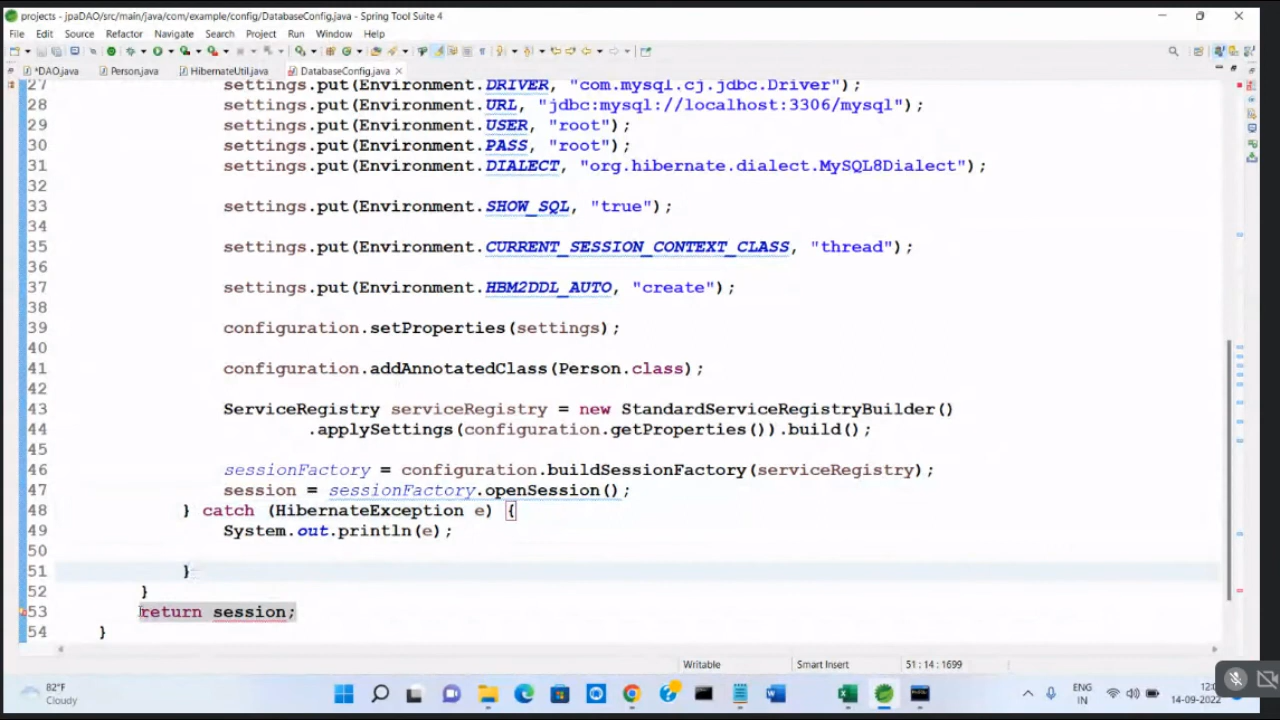 projects - jpaDAO/src/main/java/com/example/config/DatabaseConfig.java - Spring Tool Suite 4
File Edit Source Refactor Navigate Search Project Run Window Help
*DAO.java Person.java HibernateUtil.java DatabaseConfig.java
27 settings.put(Environment.DRIVER, "com.mysql.cj.jdbc.Driver");
28 settings.put(Environment.URL, "jdbc:mysql://localhost:3306/mysql");
29 settings.put(Environment.USER, "root");
30 settings.put(Environment.PASS, "root");
31 settings.put(Environment.DIALECT, "org.hibernate.dialect.MySQL8Dialect");
32
33 settings.put(Environment.SHOW_SQL, "true");
34
35 settings.put(Environment.CURRENT_SESSION_CONTEXT_CLASS, "thread");
36
37 settings.put(Environment.HBM2DDL_AUTO, "create");
38
39 configuration.setProperties(settings);
40
41 configuration.addAnnotatedClass(Person.class);
42
43 ServiceRegistry serviceRegistry = new StandardServiceRegistryBuilder()
44 .applySettings(configuration.getProperties()).build();
45
46 sessionFactory = configuration.buildSessionFactory(serviceRegistry);
47 session = sessionFactory.openSession();
48 } catch (HibernateException e) {
49 System.out.println(e);
50
51 }
52 }
53 return session;
54 }
Writable Smart Insert 51 : 14 : 1699
82°F
Cloudy
ENG
IN
14-09-2022